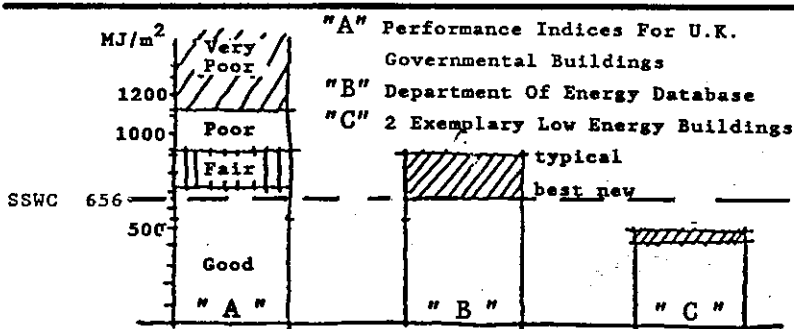 MJ/m²
"A" Performance Indices For U.K.
Governmental Buildings
"B" Department Of Energy Database
"C" 2 Exemplary Low Energy Buildings
Very
Poor
1200
Poor
1000
Fair
typical
best new
SSWC 656
500
Good
"A"
"B"
"C"